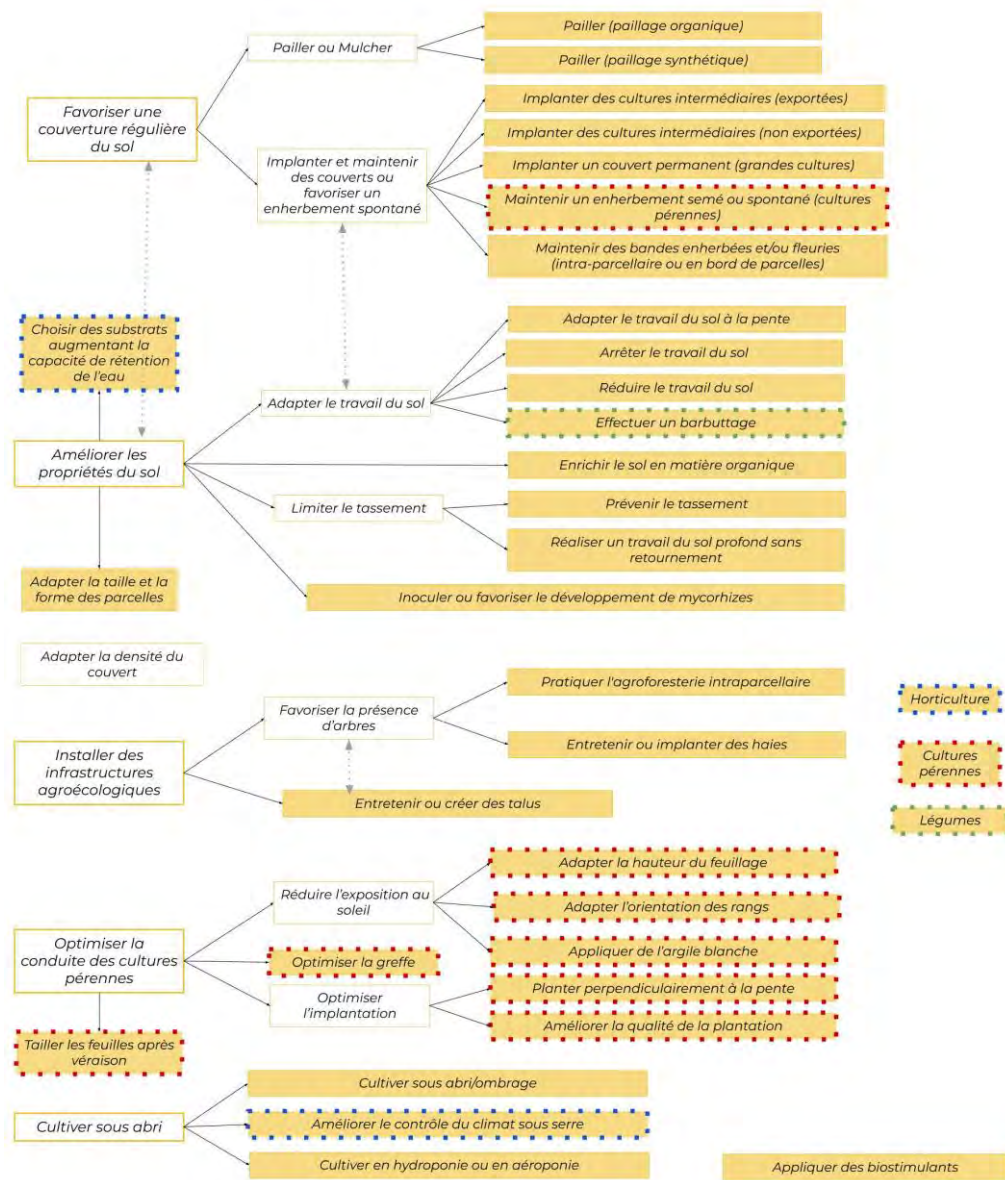 Pailler ou Mulcher
Pailler (paillage organique)
Pailler (paillage synthétique)
Favoriser une
couverture régulière
du sol
Implanter et maintenir
des couverts ou
favoriser un
enherbement spontané
Implanter des cultures intermédiaires (exportées)
Implanter des cultures intermédiaires (non exportées)
Implanter un couvert permanent (grandes cultures)
Maintenir un enherbement semé ou spontané (cultures
pérennes)
Maintenir des bandes enherbées et/ou fleuries
(intra-parcellaire ou en bord de parcelles)
Choisir des substrats
augmentant la
capacité de rétention
de l'eau
Améliorer les
propriétés du sol
Adapter la taille et la
forme des parcelles
Adapter le travail du sol
Adapter le travail du sol à la pente
Arrêter le travail du sol
Réduire le travail du sol
Effectuer un barbuttage
Enrichir le sol en matière organique
Limiter le tassement
Prévenir le tassement
Réaliser un travail du sol profond sans
retournement
Inoculer ou favoriser le développement de mycorhizes
Adapter la densité du
couvert
Installer des
infrastructures
agroécologiques
Favoriser la présence
d'arbres
Pratiquer l'agroforesterie intraparcellaire
Entretenir ou implanter des haies
Entretenir ou créer des talus
Horticulture
Cultures
pérennes
Légumes
Optimiser la
conduite des cultures
pérennes
Réduire l'exposition au
soleil
Adapter la hauteur du feuillage
Adapter l'orientation des rangs
Appliquer de l'argile blanche
Optimiser la greffe
Optimiser
l'implantation
Planter perpendiculairement à la pente
Améliorer la qualité de la plantation
Tailler les feuilles après
véraison
Cultiver sous abri
Cultiver sous abri/ombrage
Améliorer le contrôle du climat sous serre
Cultiver en hydroponie ou en aéroponie
Appliquer des biostimulants